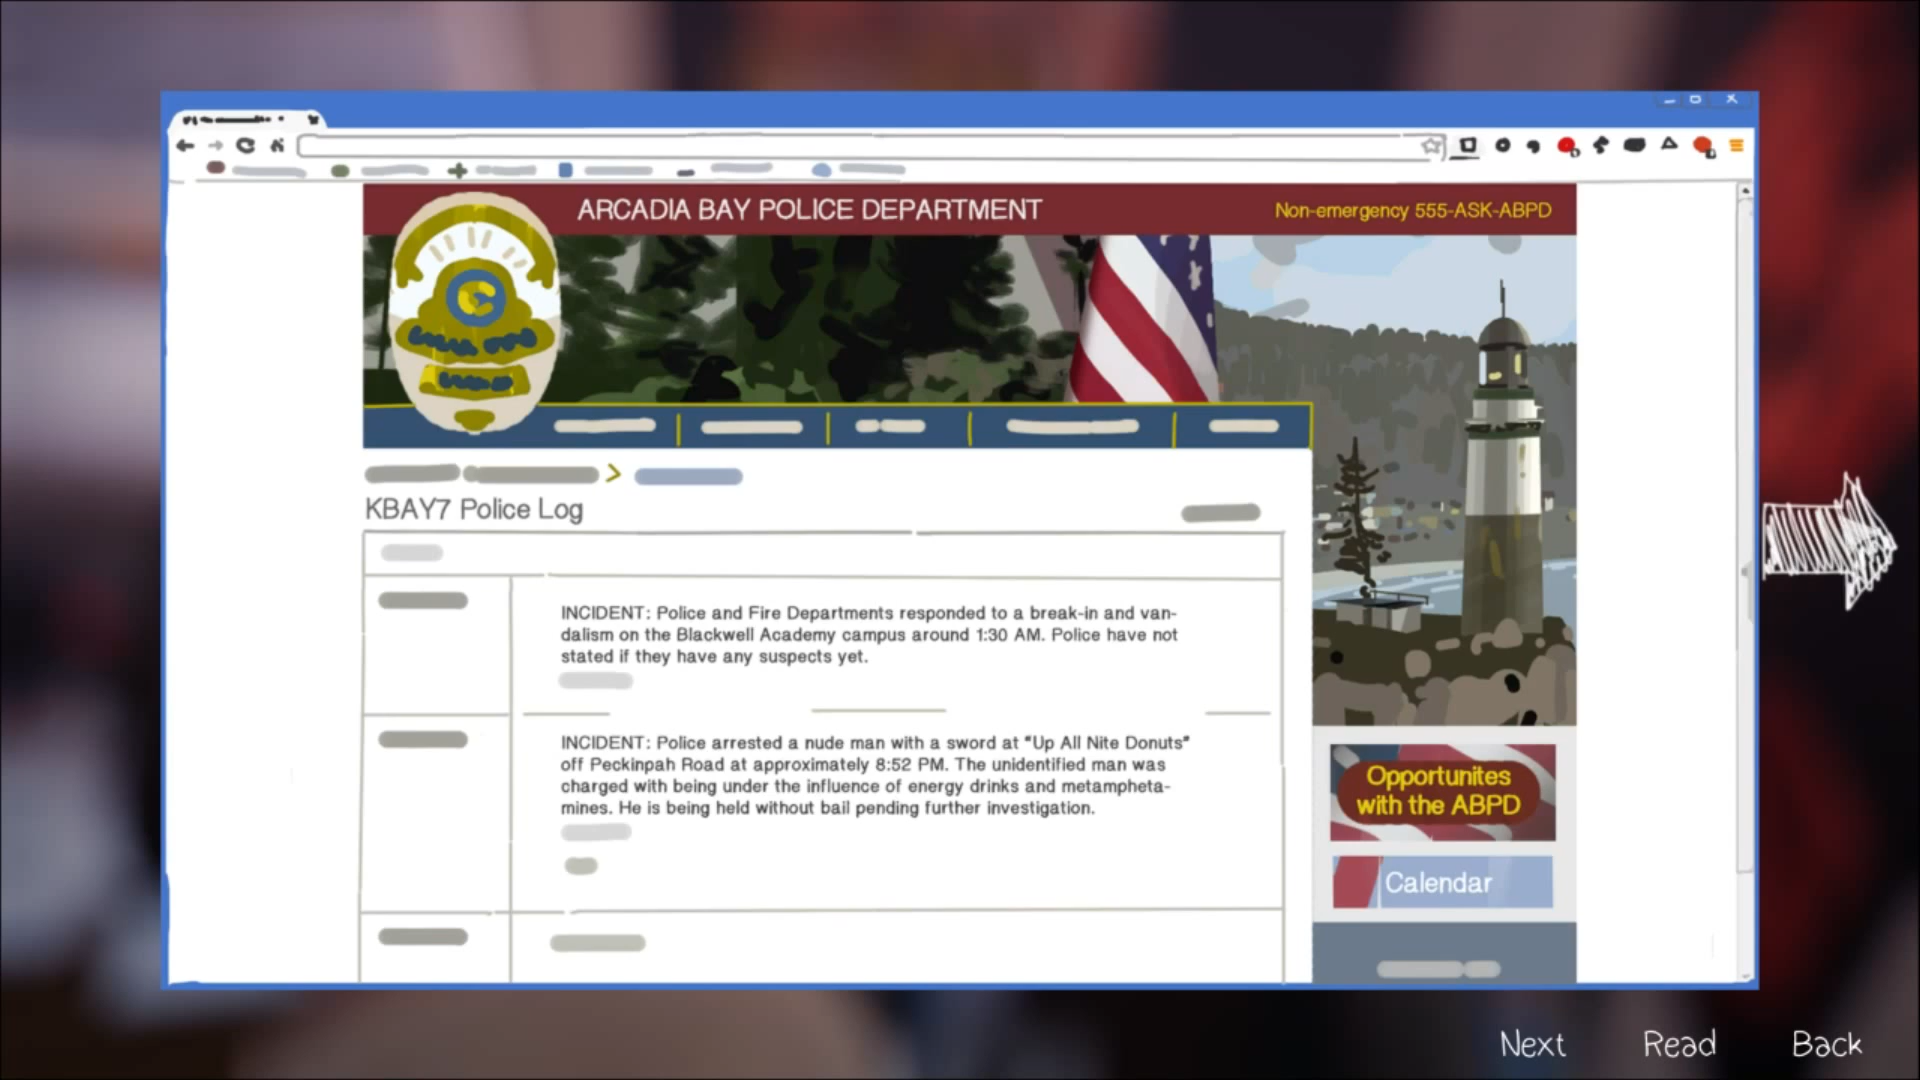 ARCADIA BAY POLICE DEPARTMENT
Non-emergency 555-ASK-ABPD
KBAY7 Police Log
INCIDENT: Police and Fire Departments responded to a break-in and van-
dalism on the Blackwell Academy campus around 1:30 AM. Police have not
stated if they have any suspects yet.
INCIDENT: Police arrested a nude man with a sword at "Up All Nite Donuts"
off Peckinpah Road at approximately 8:52 PM. The unidentified man was
charged with being under the influence of energy drinks and metampheta-
mines. He is being held without bail pending further investigation.
Opportunites
with the ABPD
Calendar
Next
Read
Back